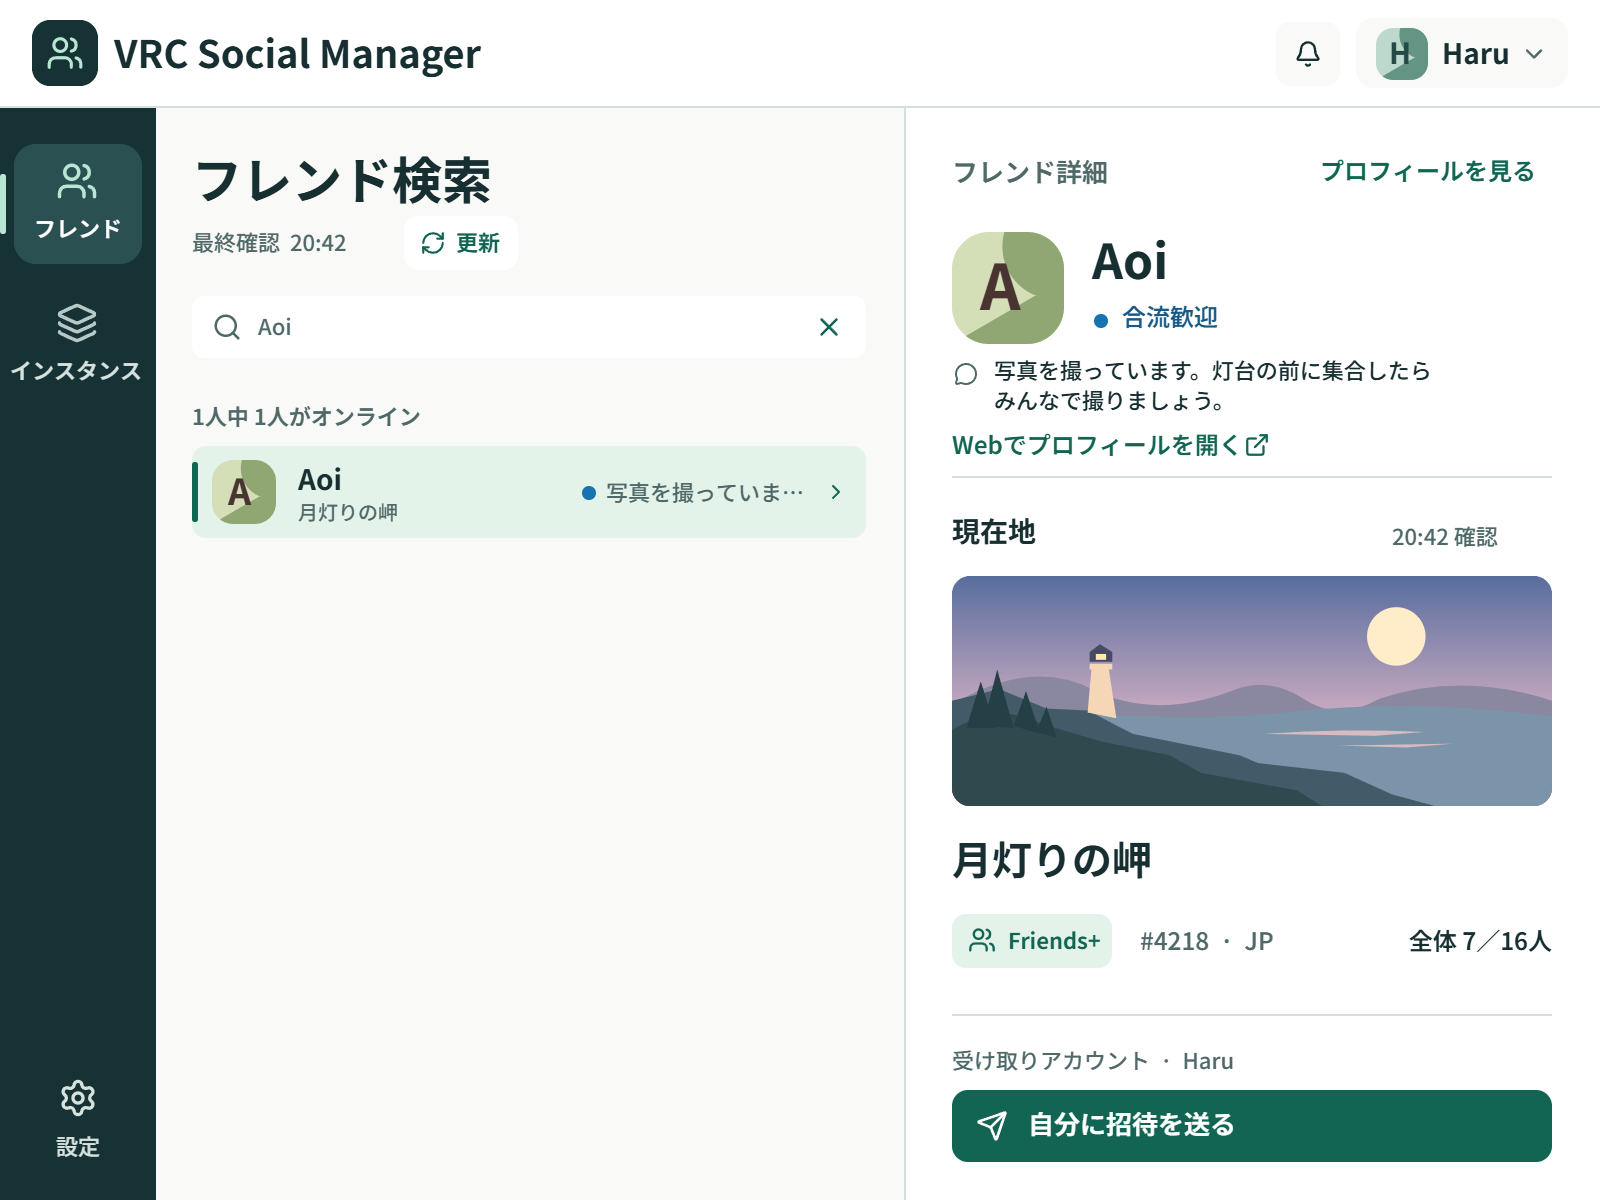 VRC Social Manager
H
Haru
フレンド
インスタンス
設定
フレンド検索
最終確認 20:42
更新
Aoi
1人中 1人がオンライン
A
Aoi
月灯りの岬
写真を撮っていま…
フレンド詳細
プロフィールを見る
A
Aoi
合流歓迎
写真を撮っています。灯台の前に集合したら
みんなで撮りましょう。
Webでプロフィールを開く
現在地
20:42 確認
月灯りの岬
Friends+
#4218 · JP
全体 7／16人
受け取りアカウント · Haru
自分に招待を送る